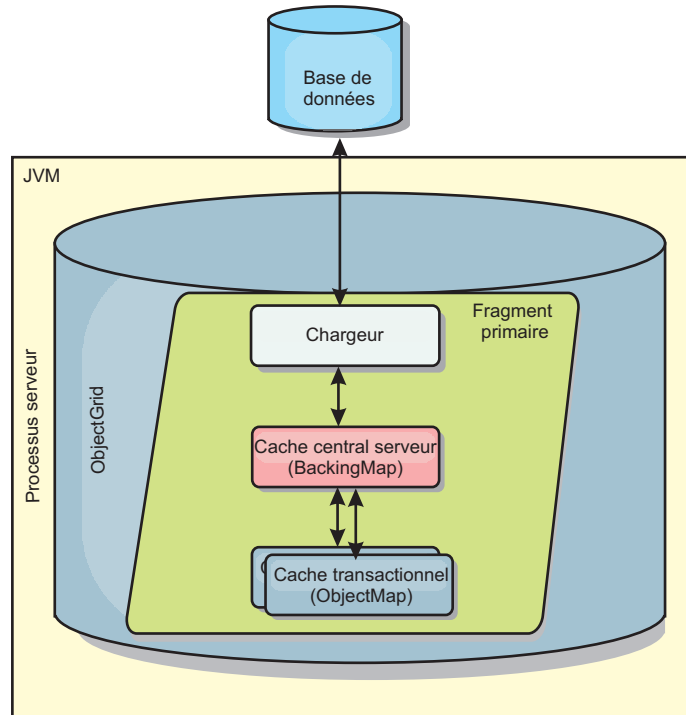 Base de
données
JVM
Fragment
primaire
Chargeur
Cache central serveur
(BackingMap)
C
Cache transactionnel
(ObjectMap)
ObjectGrid
Processus serveur